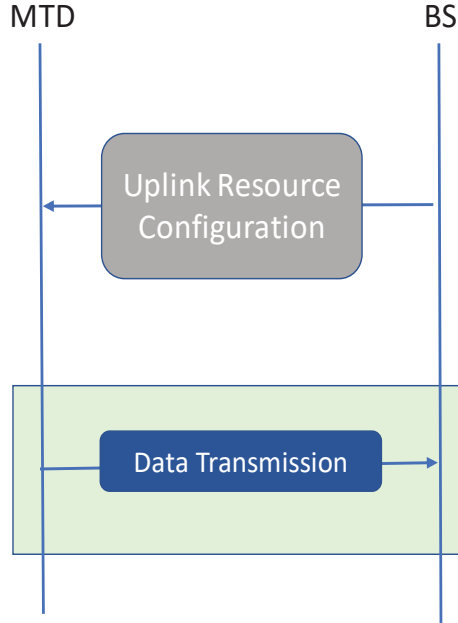 MTD
BS
Uplink Resource
Configuration
Data Transmission